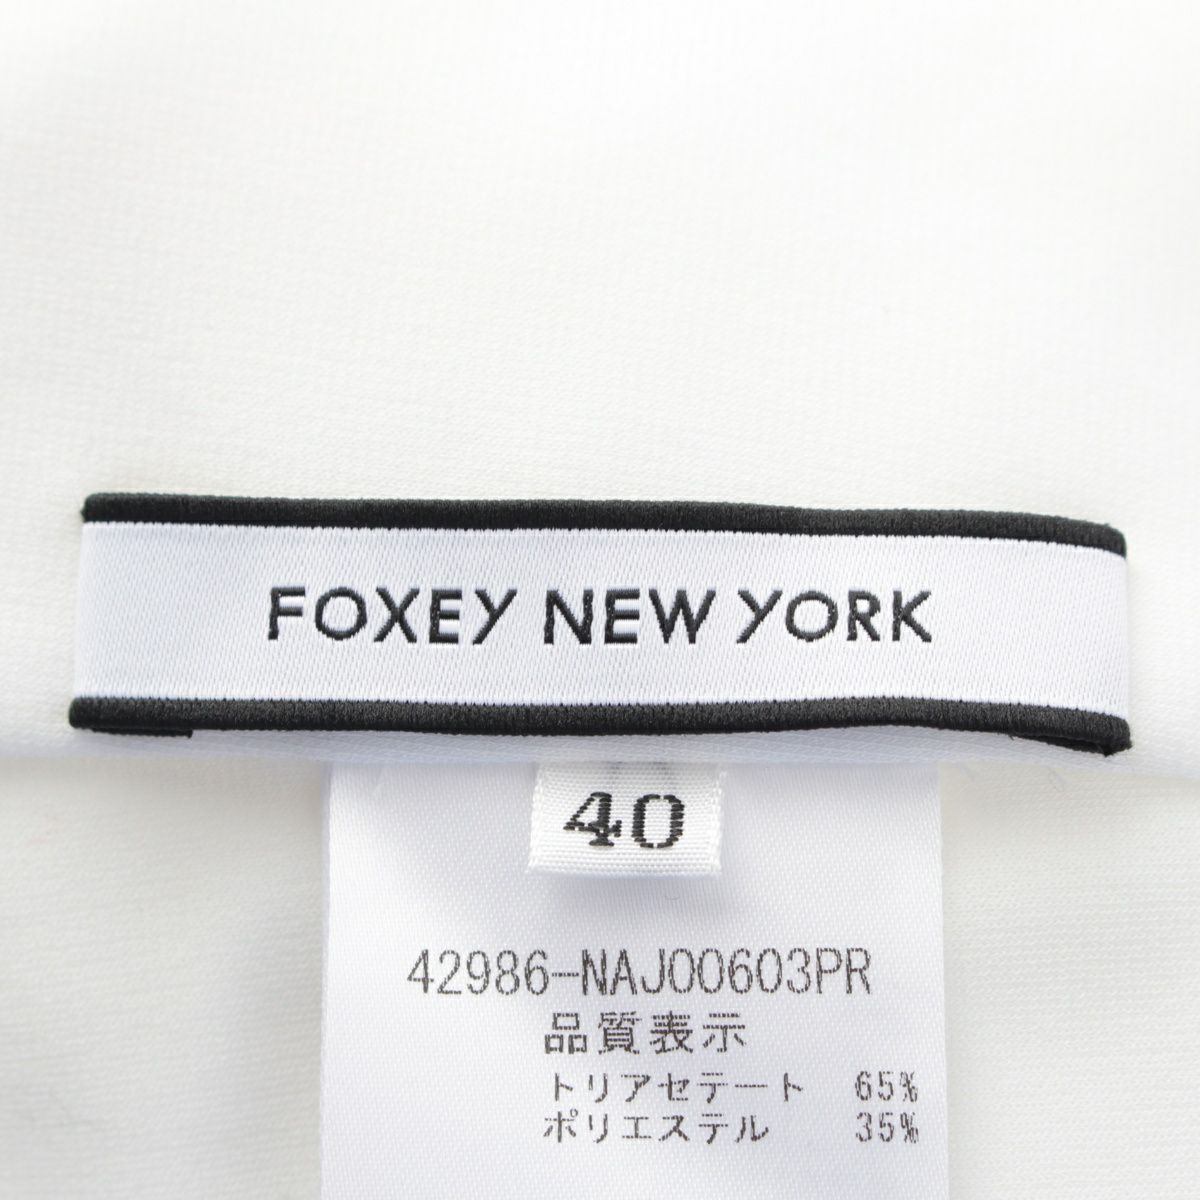 FOXEY NEW YORK
40
42986-NAJ00603PR
品質表示
トリアセテート 65%
ポリエステル 35%